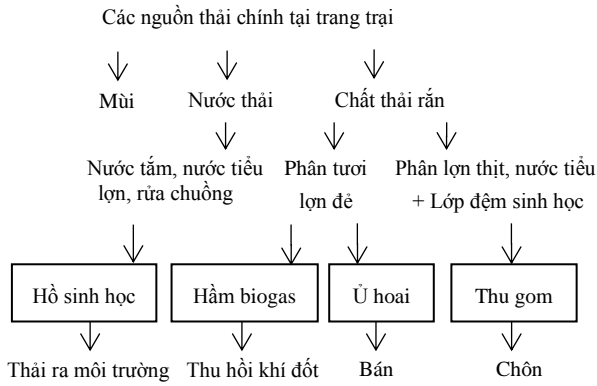 Các nguồn thải chính tại trang trại
Mùi
Nước thải
Chất thải rắn
Nước tắm, nước tiểu
lợn, rửa chuồng
Phân tươi
lợn đẻ
Phân lợn thịt, nước tiểu
+ Lớp đệm sinh học
Hồ sinh học
Hầm biogas
Ủ hoai
Thu gom
Thải ra môi trường
Thu hồi khí đốt
Bán
Chôn